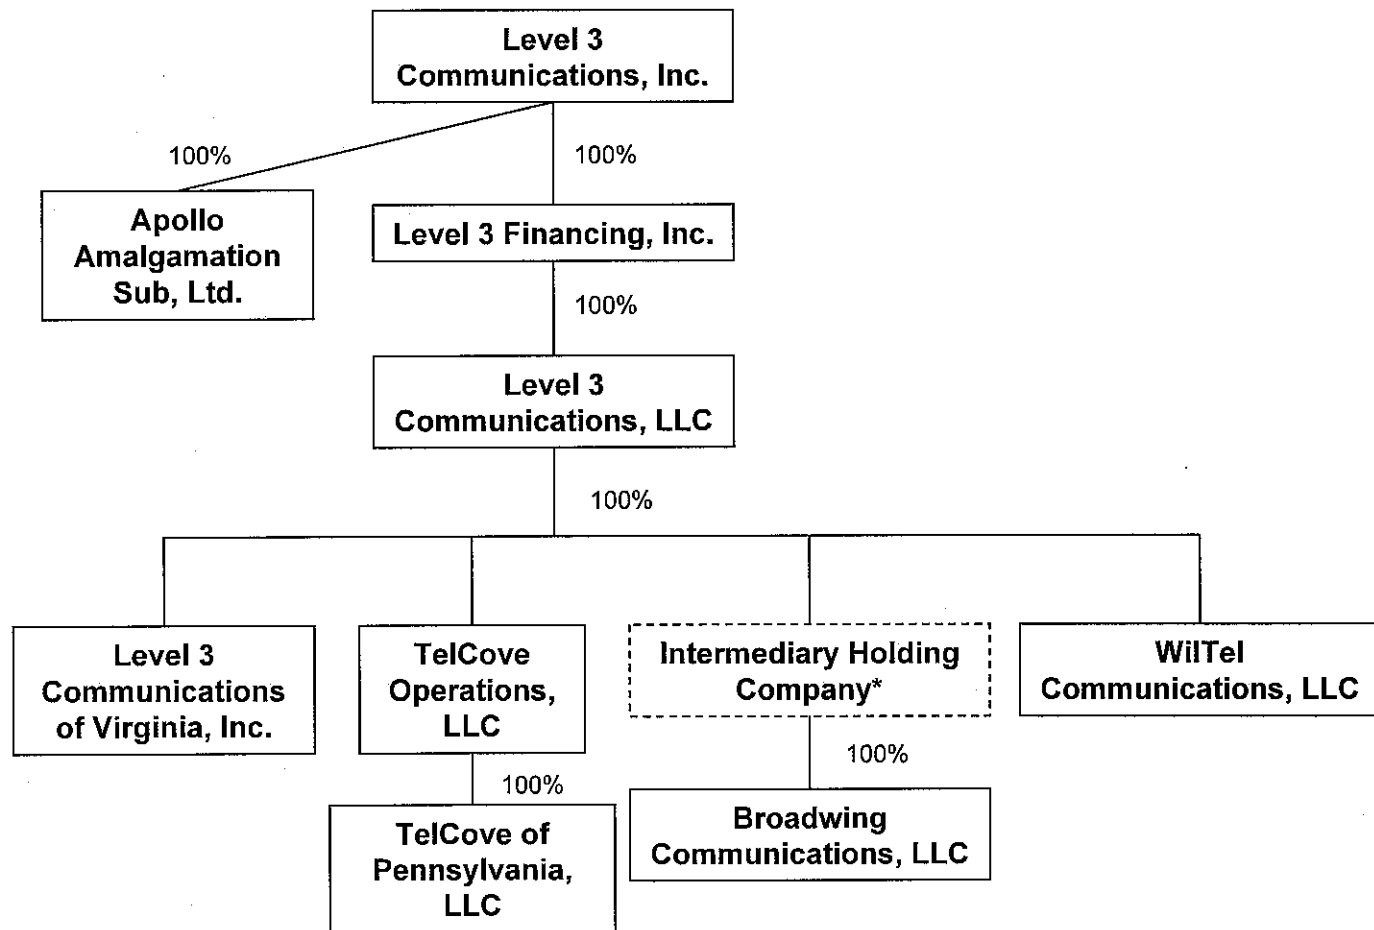 Level 3
Communications, Inc.
100%
100%
Apollo
Amalgamation
Sub, Ltd.
Level 3 Financing, Inc.
100%
Level 3
Communications, LLC
100%
Level 3
Communications
of Virginia, Inc.
TelCove
Operations,
LLC
Intermediary Holding
Company*
WilTel
Communications, LLC
100%
100%
TelCove of
Pennsylvania,
LLC
Broadwing
Communications, LLC